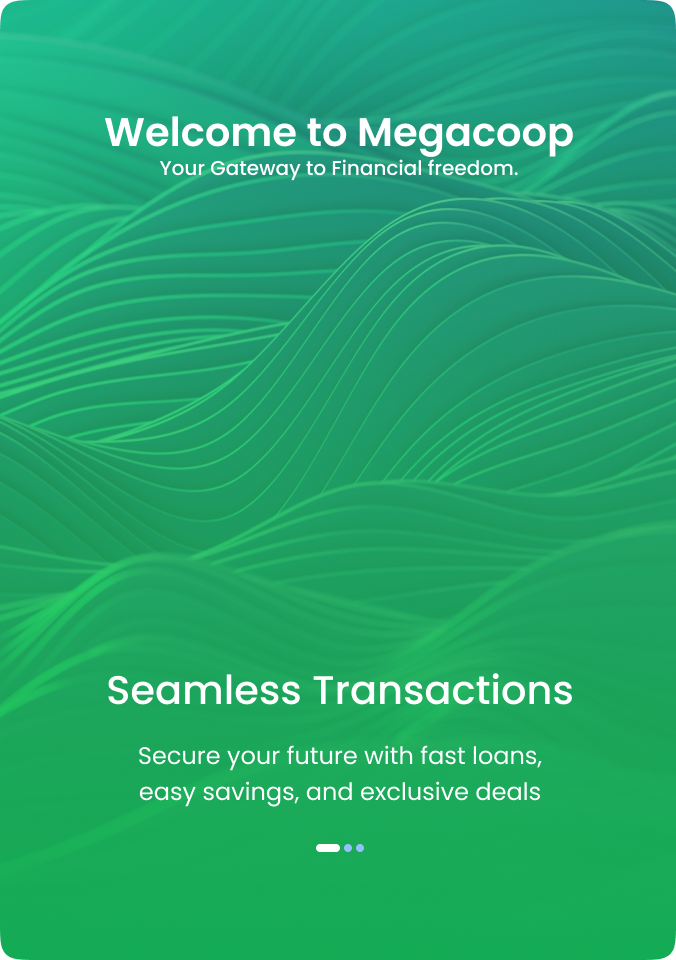 Welcome to Megacoop
Your Gateway to Financial freedom.
Seamless Transactions
Secure your future with fast loans,
easy savings, and exclusive deals